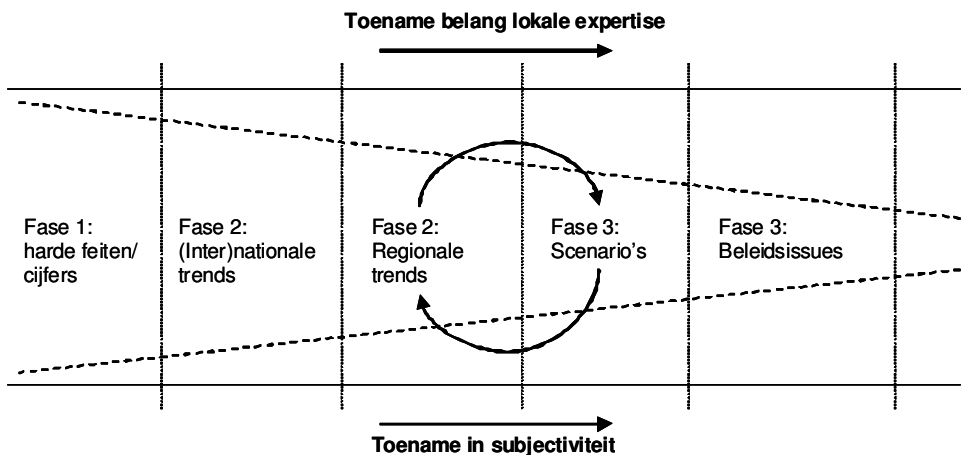 Toename belang lokale expertise
Fase 1:
harde feiten/
cijfers
Fase 2:
(Inter)nationale
trends
Fase 2:
Regionale
trends
Fase 3:
Scenario's
Fase 3:
Beleidsissues
Toename in subjectiviteit